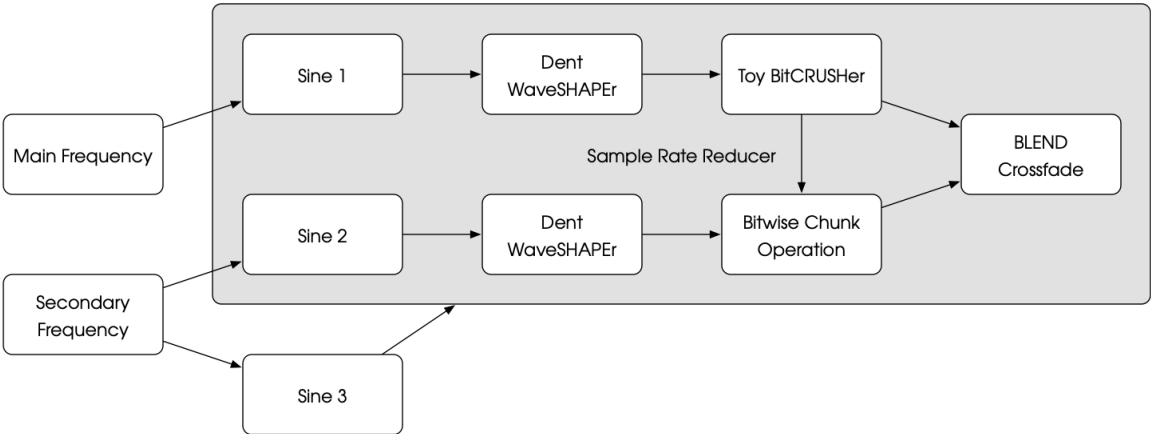 Sine 1
Dent
WaveSHAPEr
Toy BitCRUSHer
Main Frequency
Sample Rate Reducer
BLEND
Crossfade
Sine 2
Dent
WaveSHAPEr
Bitwise Chunk
Operation
Secondary
Frequency
Sine 3